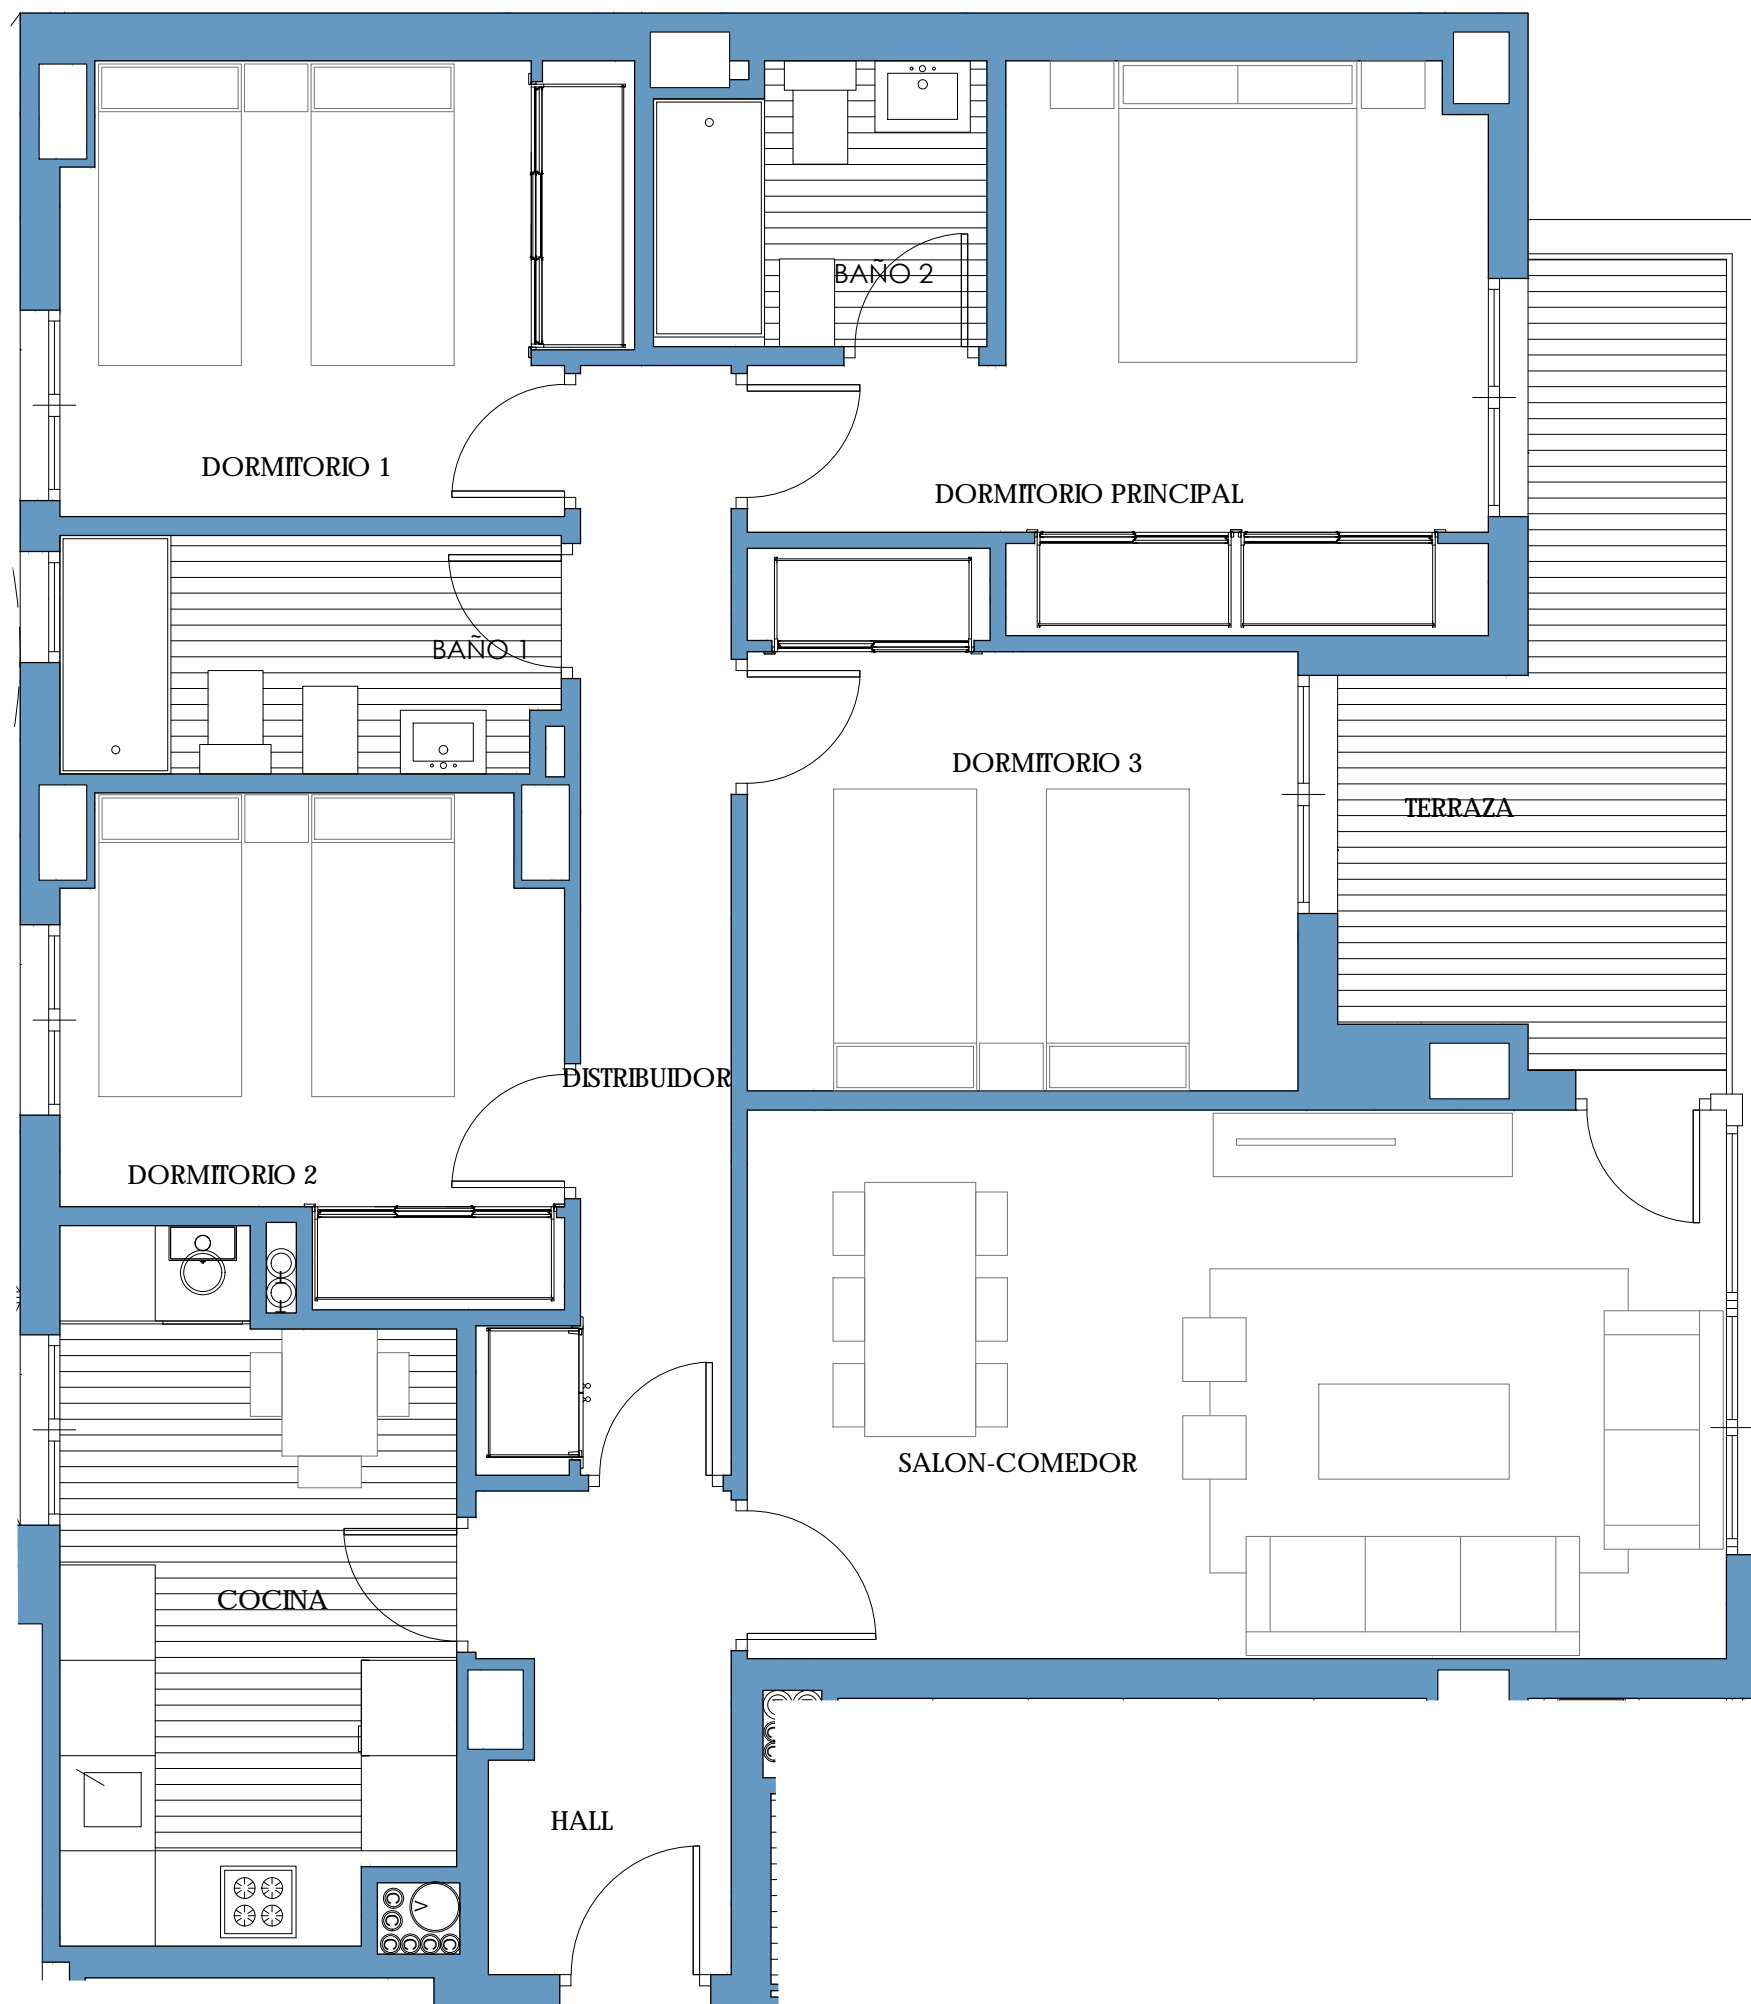 BAÑO 2
DORMITORIO 1
DORMITORIO PRINCIPAL
BAÑO 1
DORMITORIO 3
TERRAZA
DISTRIBUIDOR
DORMITORIO 2
SALON-COMEDOR
COCINA
HALL
C
V
C
C C C C